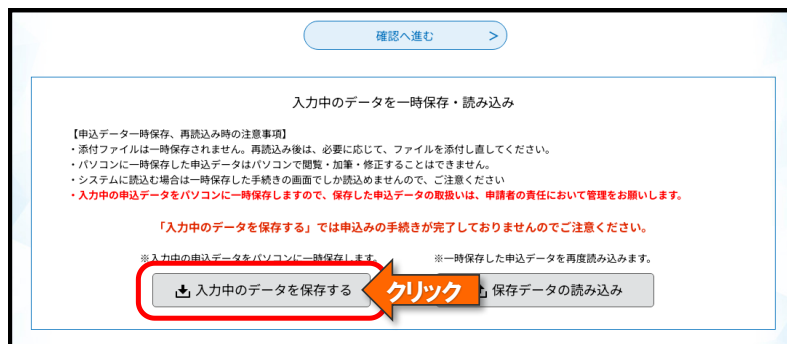 確認へ進む >
入力中のデータを一時保存・読み込み
【申込データ一時保存、再読込み時の注意事項】
・添付ファイルは一時保存されません。再読込み後は、必要に応じて、ファイルを添付し直してください。
・パソコンに一時保存した申込データはパソコンで閲覧・加筆・修正することはできません。
・システムに読込む場合は一時保存した手続きの画面でしか読込めませんので、ご注意ください
・入力中の申込データをパソコンに一時保存しますので、保存した申込データの取扱いは、申請者の責任において管理をお願いします。
「入力中のデータを保存する」では申込みの手続きが完了しておりませんのでご注意ください。
※入力中の申込データをパソコンに一時保存します。
※一時保存した申込データを再度読み込みます。
入力中のデータを保存する
クリック
保存データの読み込み